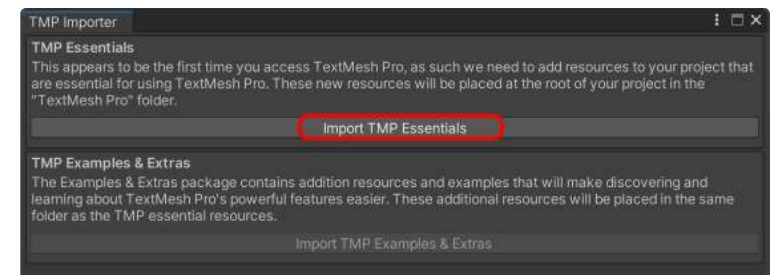 TMP Importer
TMP Essentials
This appears to be the first time you access TextMesh Pro, as such we need to add resources to your project that
are essential for using TextMesh Pro. These new resources will be placed at the root of your project in the
"TextMesh Pro" folder.
Import TMP Essentials
TMP Examples & Extras
The Examples & Extras package contains addition resources and examples that will make discovering and
learning about TextMesh Pro's powerful features easier. These additional resources will be placed in the same
folder as the TMP essential resources.
Import TMP Examples & Extras